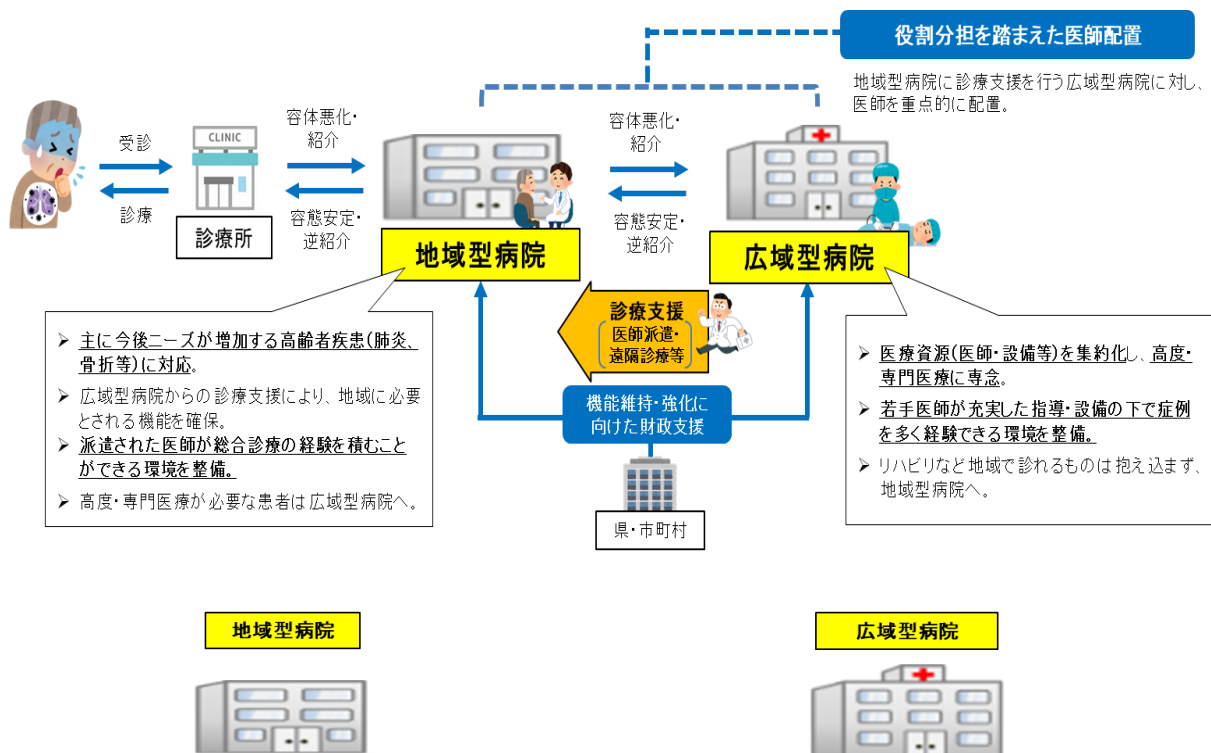 役割分担を踏まえた医師配置
地域型病院に診療支援を行う広域型病院に対し、
医師を重点的に配置。
受診
診療
CLINIC
診療所
容体悪化・
紹介
容態安定・
逆紹介
地域型病院
容体悪化・
紹介
容態安定・
逆紹介
広域型病院
診療支援
医師派遣・
遠隔診療等
機能維持・強化に
向けた財政支援
県・市町村
➢ 主に今後ニーズが増加する高齢者疾患(肺炎、
骨折等)に対応。
➢ 広域型病院からの診療支援により、地域に必要
とされる機能を確保。
➢ 派遣された医師が総合診療の経験を積むこと
ができる環境を整備。
➢ 高度・専門医療が必要な患者は広域型病院へ。
➢ 医療資源(医師・設備等)を集約化し、高度・
専門医療に専念。
➢ 若手医師が充実した指導・設備の下で症例
を多く経験できる環境を整備。
➢ リハビリなど地域で診れるものは抱え込まず、
地域型病院へ。
地域型病院
広域型病院